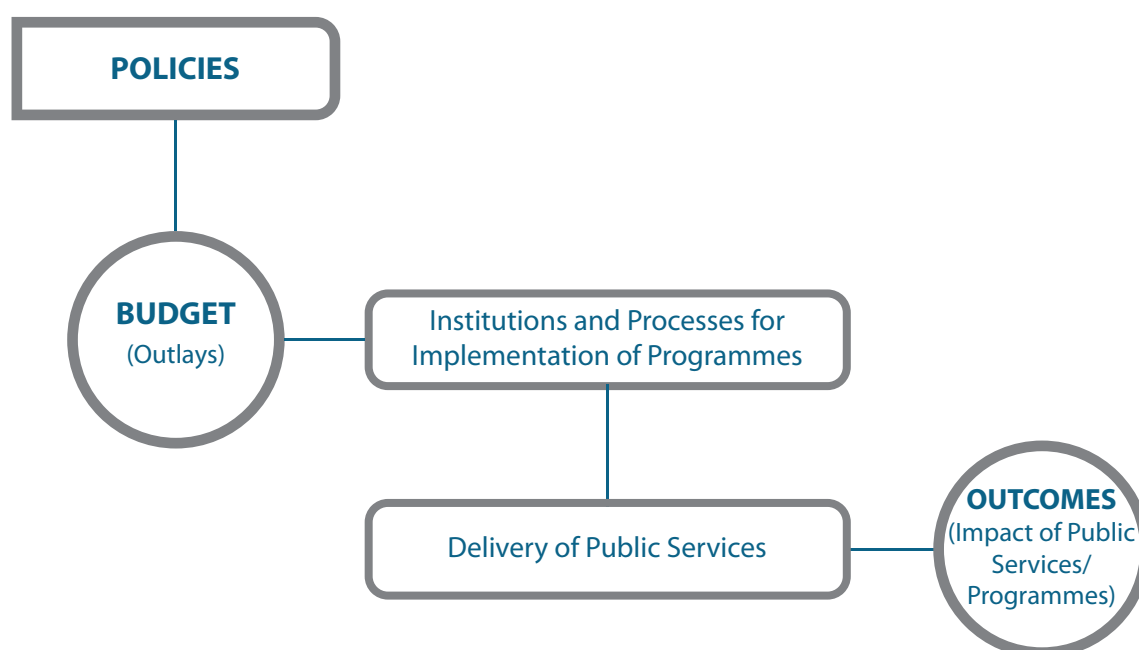 POLICIES
BUDGET
(Outlays)
Institutions and Processes for
Implementation of Programmes
Delivery of Public Services
OUTCOMES
(Impact of Public
Services/
Programmes)